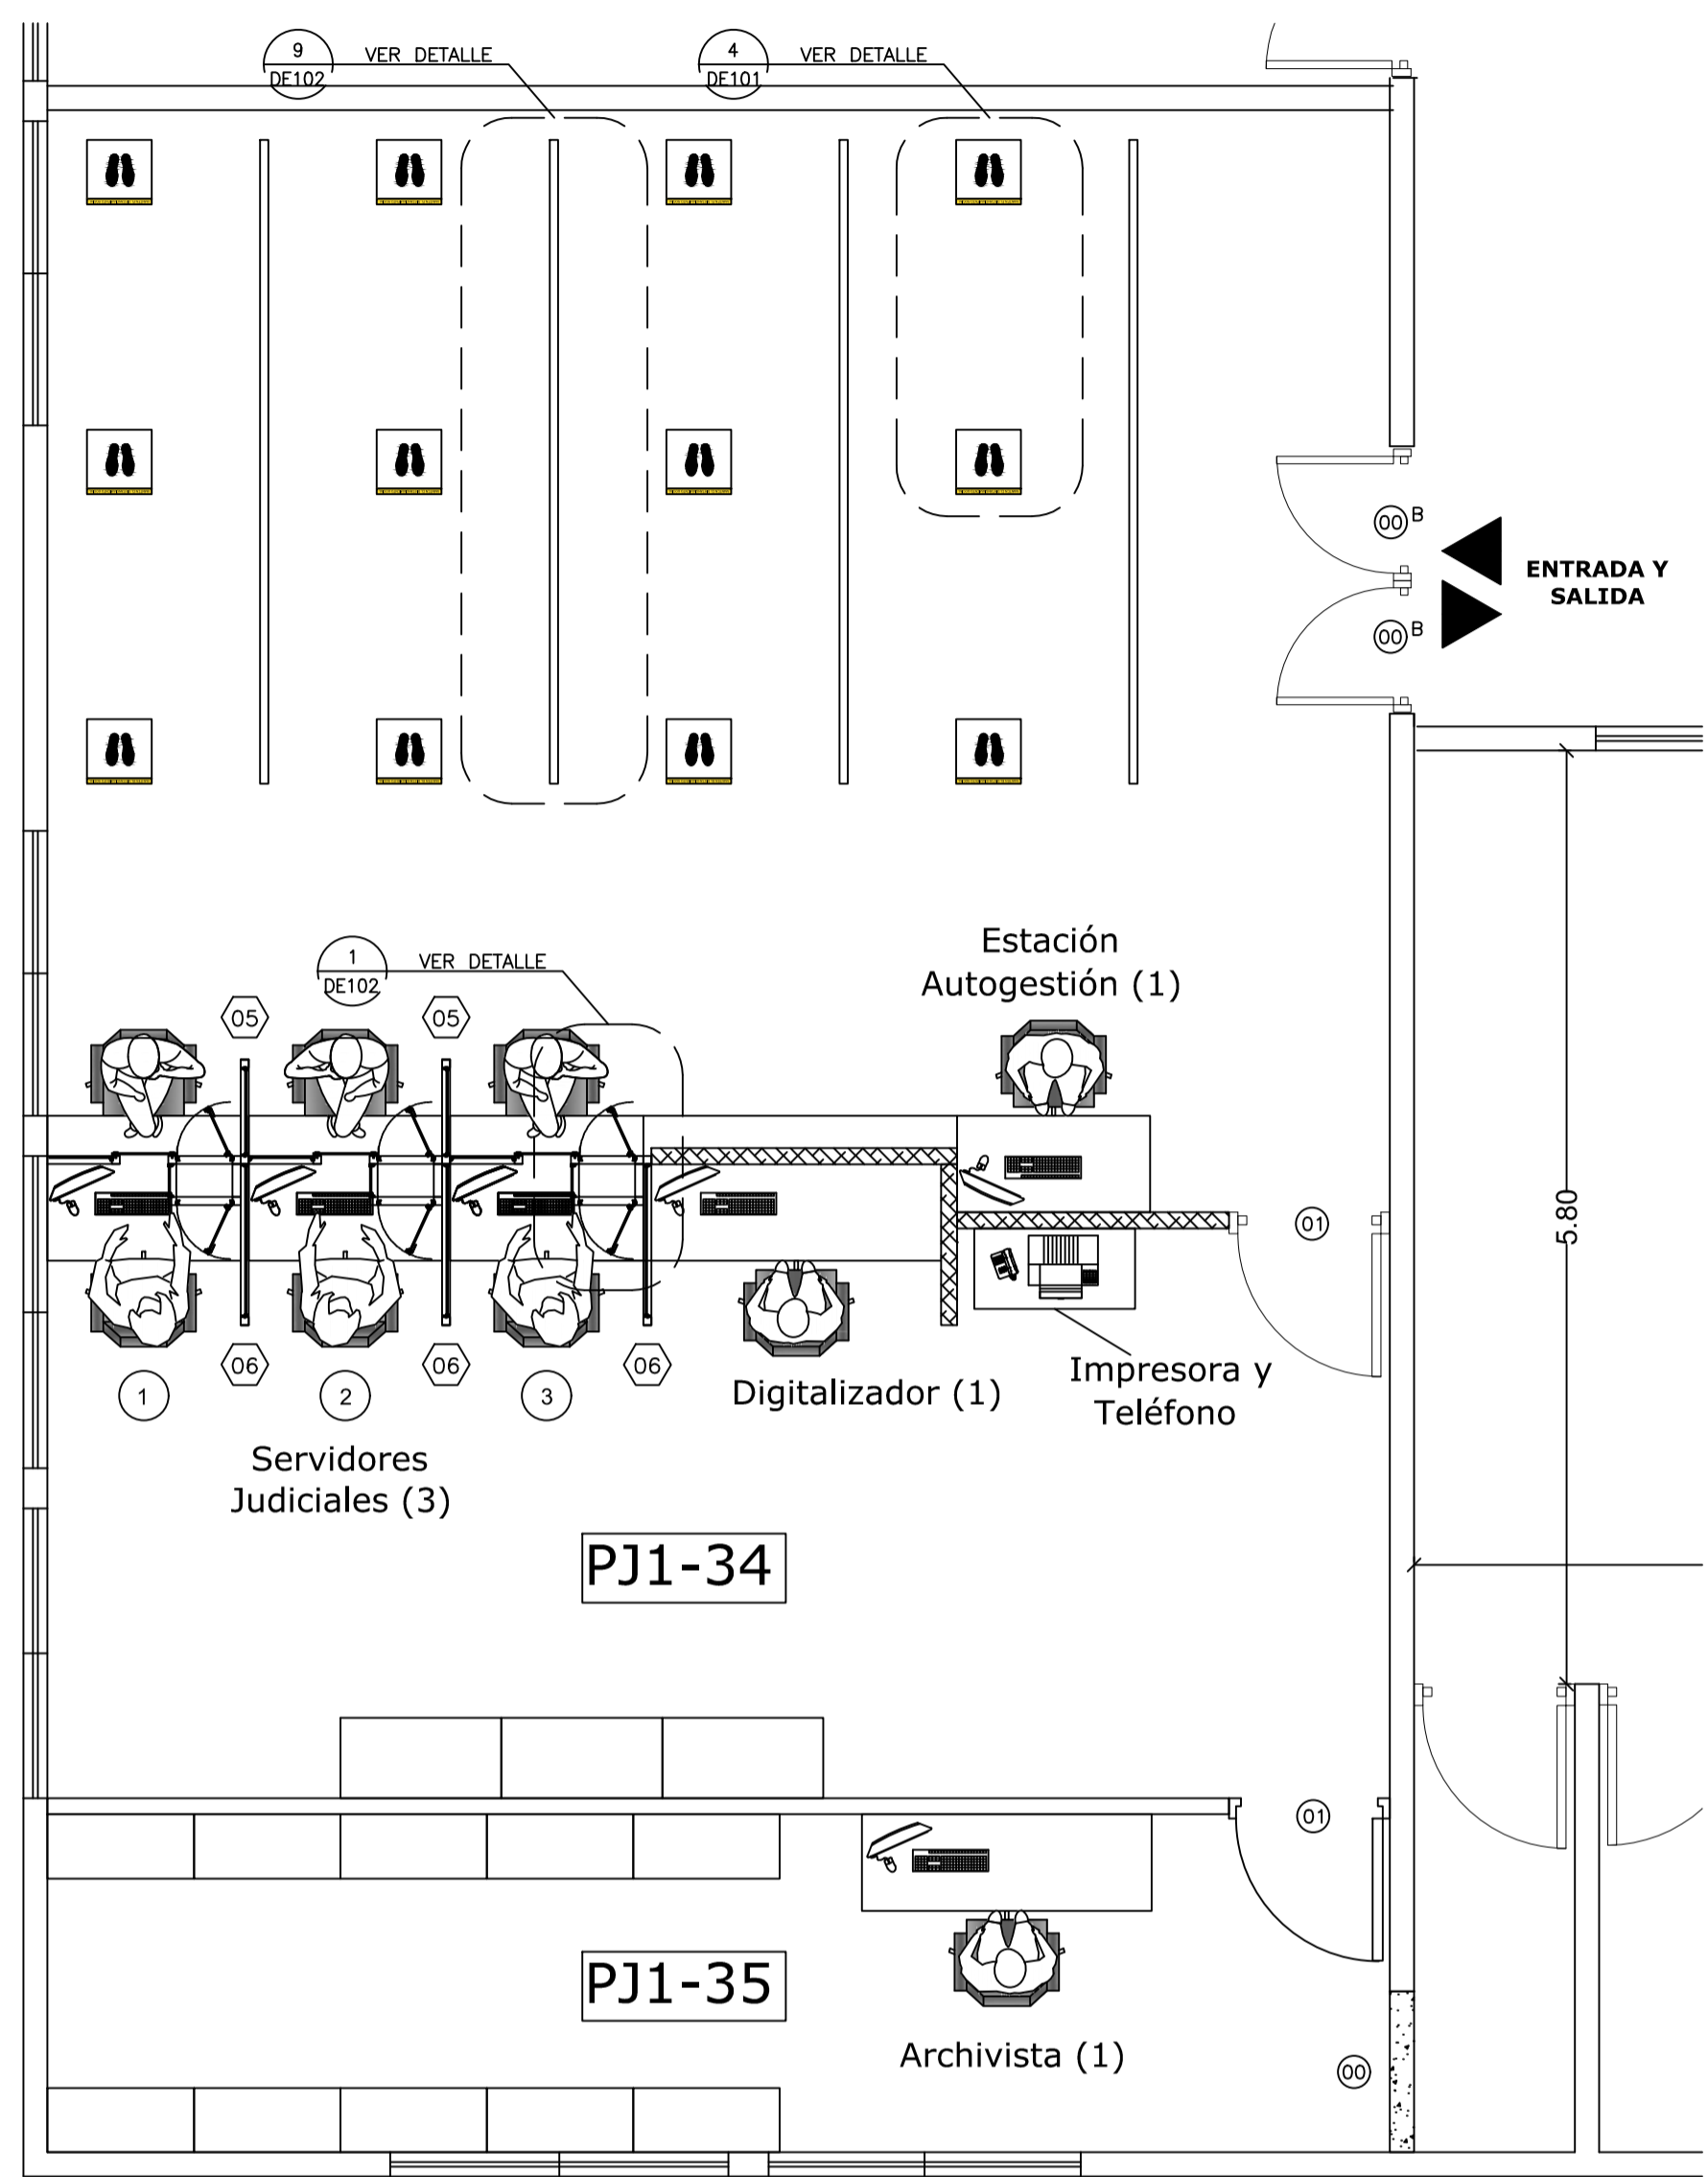 9
VER DETALLE
DE102
4
VER DETALLE
DE101
00 B
ENTRADA Y
SALIDA
00 B
Estación
Autogestión (1)
1
VER DETALLE
DE102
05
05
01
5.80
06
06
06
1
2
3
Digitalizador (1)
Impresora y
Teléfono
Servidores
Judiciales (3)
PJ1-34
01
PJ1-35
Archivista (1)
00